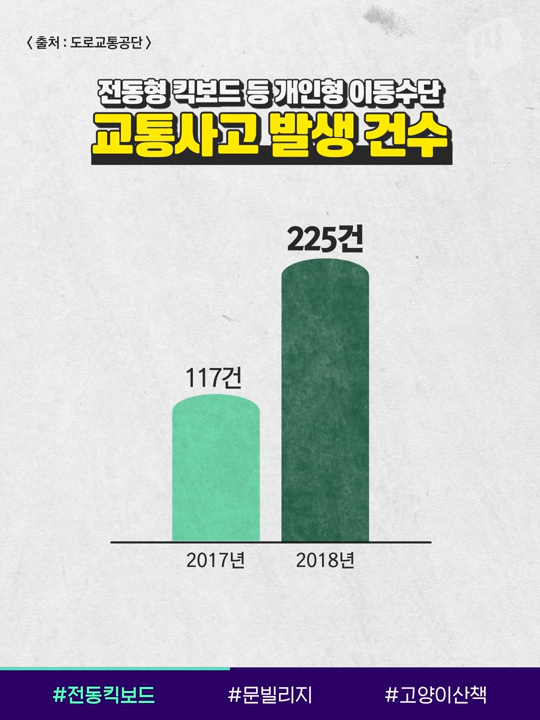 < 출처 : 도로교통공단 >
전동형 킥보드 등 개인형 이동수단
교통사고 발생 건수
225건
117건
2017년 2018년
#전동킥보드 #문빌리지 #고양이산책